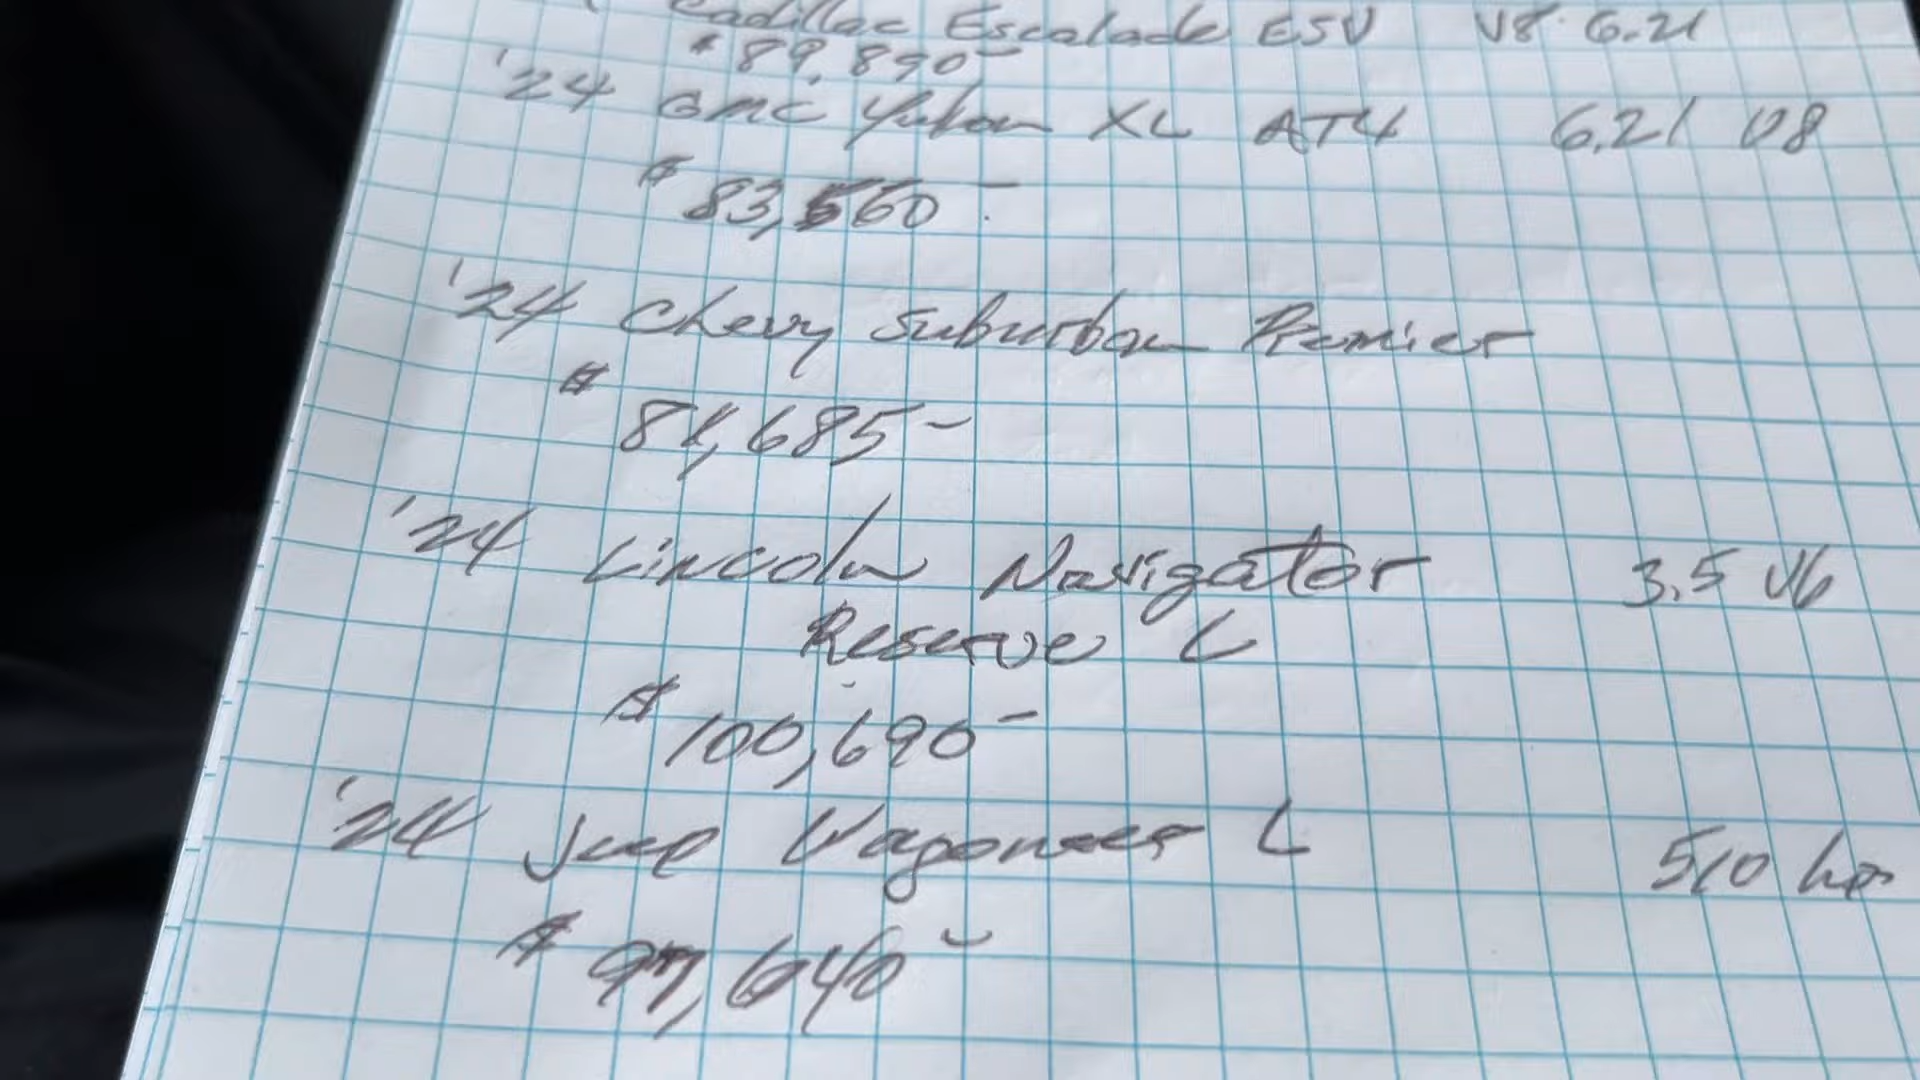 Cadillac Escalade ESV V8 6.2l
$89,890-
'24 GMC Yukon XL AT4 6.2l V8
$83,560-
'24 Chevy Suburban Premier
$81,685-
'24 Lincoln Navigator 3.5 V6
Reserve L
$100,690-
'24 Jeep Wagoneer L 510 hp
$97,640-